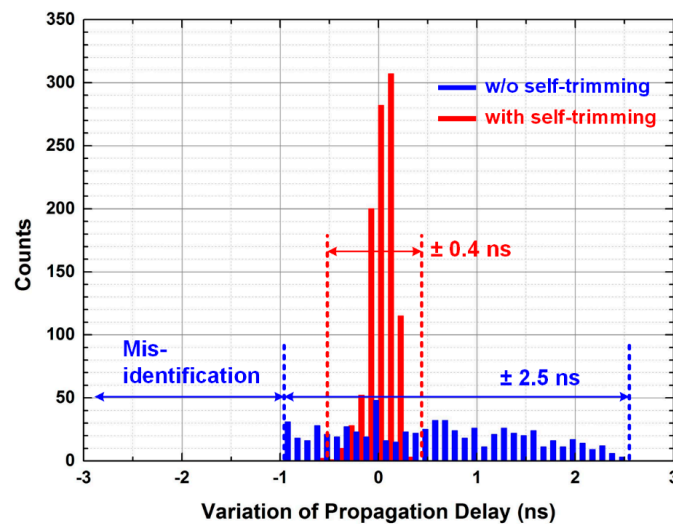 350
300
250
200
150
100
50
0
Counts
w/o self-trimming
with self-trimming
± 0.4 ns
Mis-
identification
± 2.5 ns
-3 -2 -1 0 1 2 3
Variation of Propagation Delay (ns)